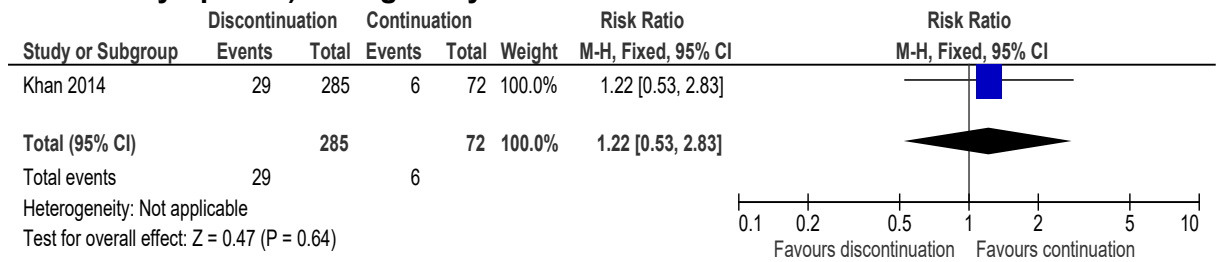 Discontinuation Continuation Risk Ratio Risk Ratio
Study or Subgroup Events Total Events Total Weight M-H, Fixed, 95% CI M-H, Fixed, 95% CI
Khan 2014 29 285 6 72 100.0% 1.22 [0.53, 2.83]
Total (95% CI) 285 72 100.0% 1.22 [0.53, 2.83]
Total events 29 6
Heterogeneity: Not applicable
Test for overall effect: Z = 0.47 (P = 0.64)
0.1 0.2 0.5 1 2 5 10
Favours discontinuation Favours continuation